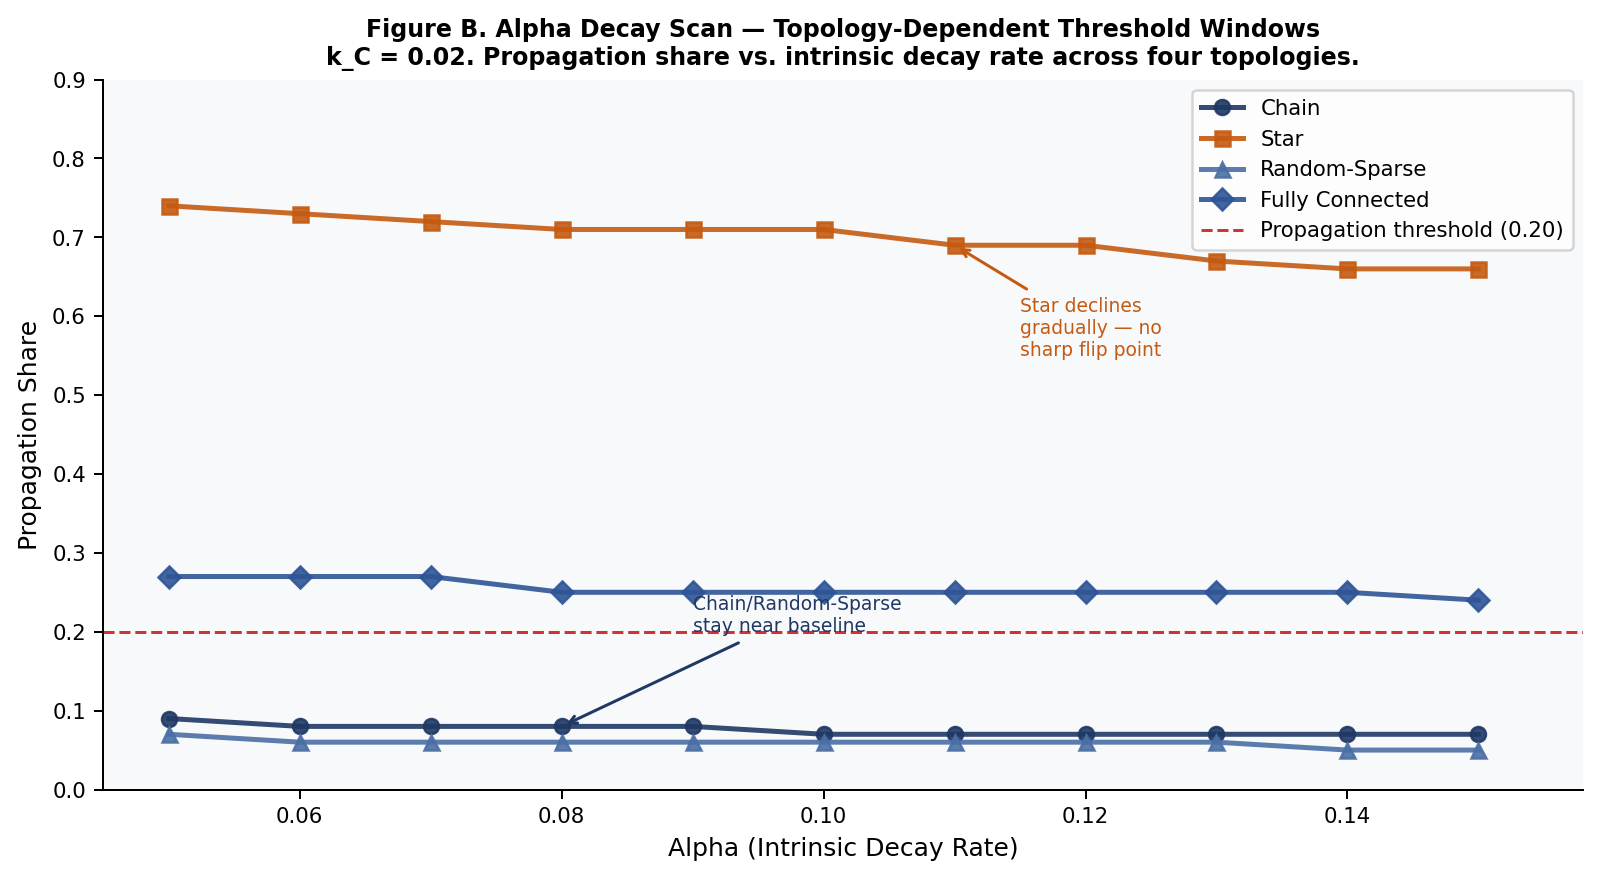 Figure B. Alpha Decay Scan — Topology-Dependent Threshold Windows
k_C = 0.02. Propagation share vs. intrinsic decay rate across four topologies.
0.9
0.8
0.7
0.6
0.5
0.4
0.3
0.2
0.1
0.0
Propagation Share
Chain
Star
Random-Sparse
Fully Connected
Propagation threshold (0.20)
Star declines
gradually — no
sharp flip point
Chain/Random-Sparse
stay near baseline
0.06
0.08
0.10
0.12
0.14
Alpha (Intrinsic Decay Rate)